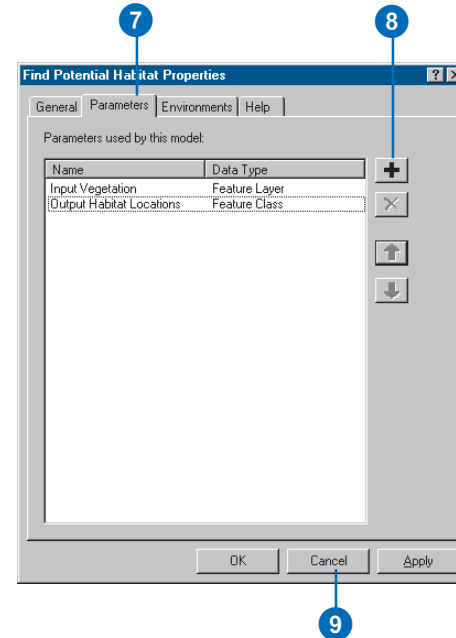 7
8
Find Potential Habitat Properties
General Parameters Environments Help
Parameters used by this model:
Name Data Type
Input Vegetation Feature Layer
Output Habitat Locations Feature Class
OK Cancel Apply
9